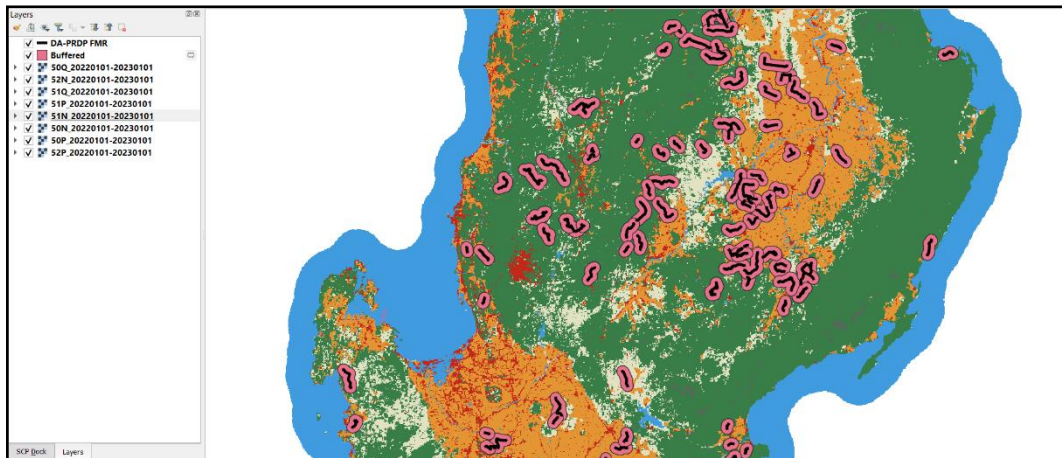 Layers
DA-PRDP FMR
Buffered
50Q_20220101-20230101
52N_20220101-20230101
51Q_20220101-20230101
51P_20220101-20230101
51N_20220101-20230101
50N_20220101-20230101
50P_20220101-20230101
52P_20220101-20230101
SCP Dock Layers